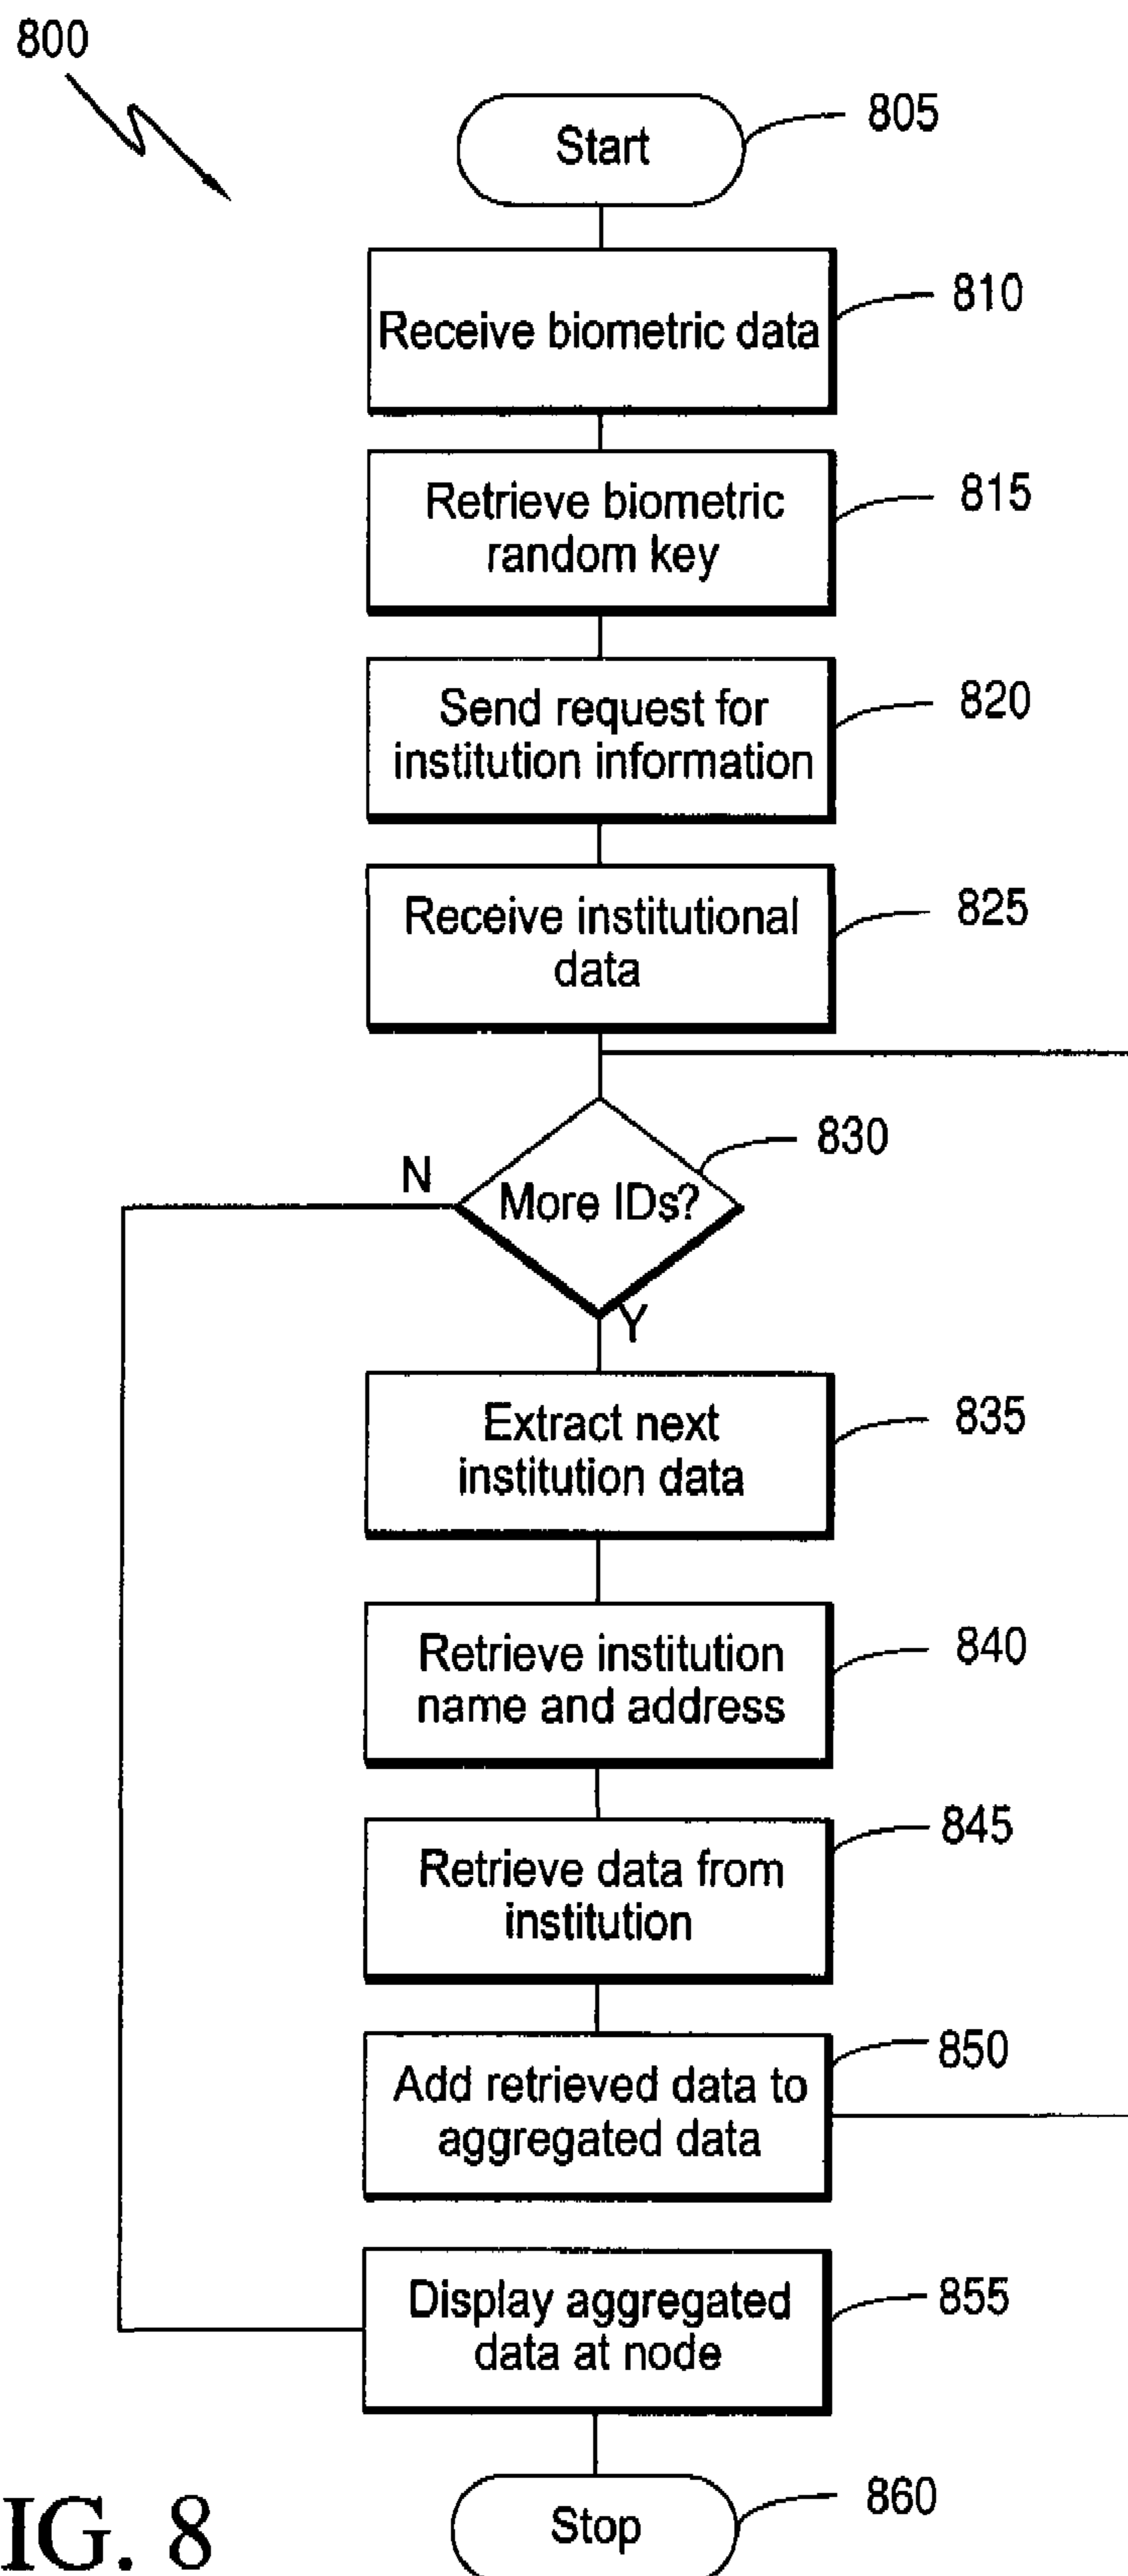 800
Start
805
Receive biometric data
810
Retrieve biometric
random key
815
Send request for
institution information
820
Receive institutional
data
825
More IDs?
830
N
Y
Extract next
institution data
835
Retrieve institution
name and address
840
Retrieve data from
institution
845
Add retrieved data to
aggregated data
850
Display aggregated
data at node
855
Stop
860
IG. 8